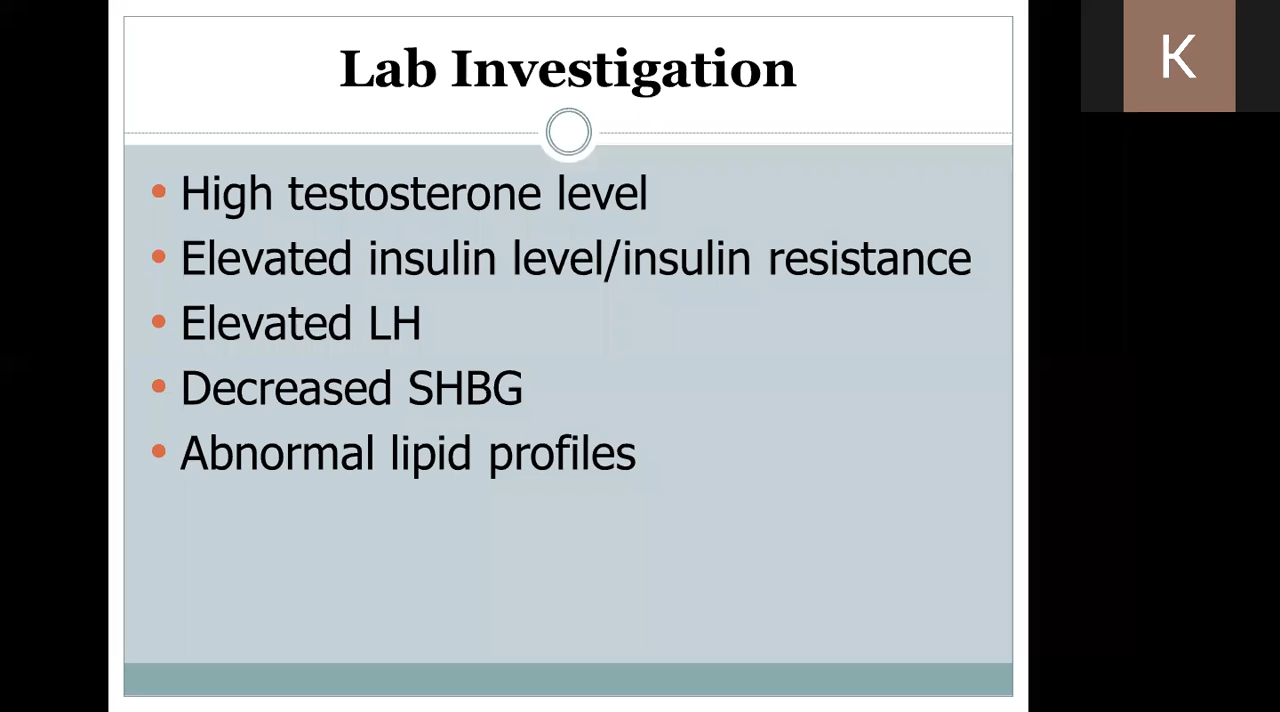 Lab Investigation
K
• High testosterone level
• Elevated insulin level/insulin resistance
• Elevated LH
• Decreased SHBG
• Abnormal lipid profiles